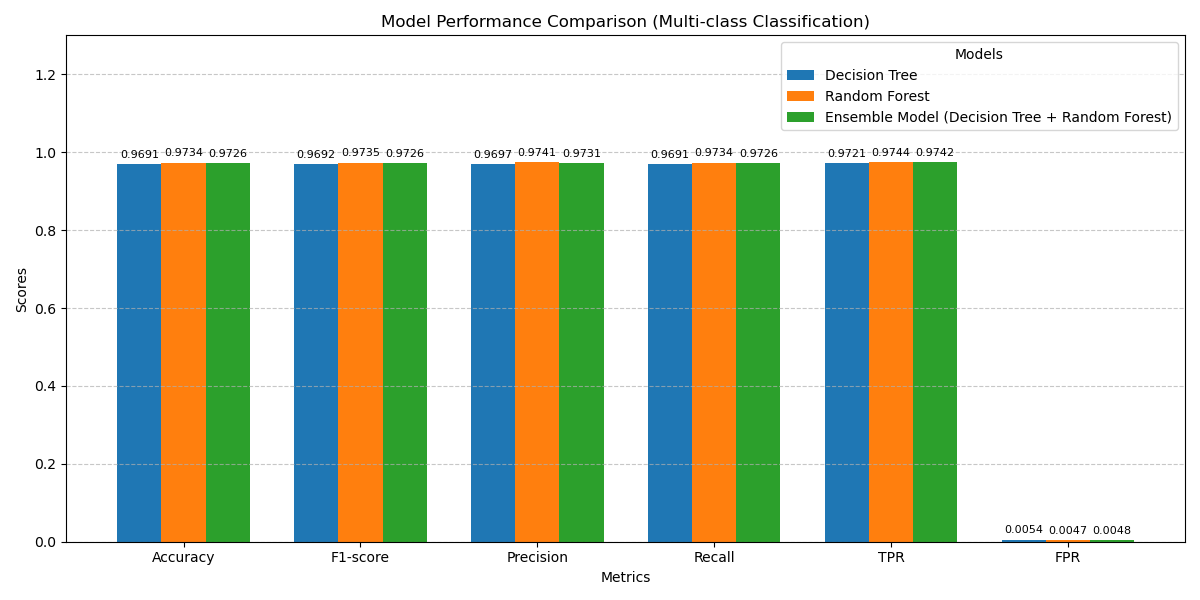 Model Performance Comparison (Multi-class Classification)
Models
Decision Tree
Random Forest
Ensemble Model (Decision Tree + Random Forest)
1.2
1.0
0.8
0.6
0.4
0.2
0.0
Scores
0.9691 0.9734 0.9726
0.9692 0.9735 0.9726
0.9697 0.9741 0.9731
0.9691 0.9734 0.9726
0.9721 0.9744 0.9742
0.0054 0.0047 0.0048
Accuracy F1-score Precision Recall TPR FPR
Metrics